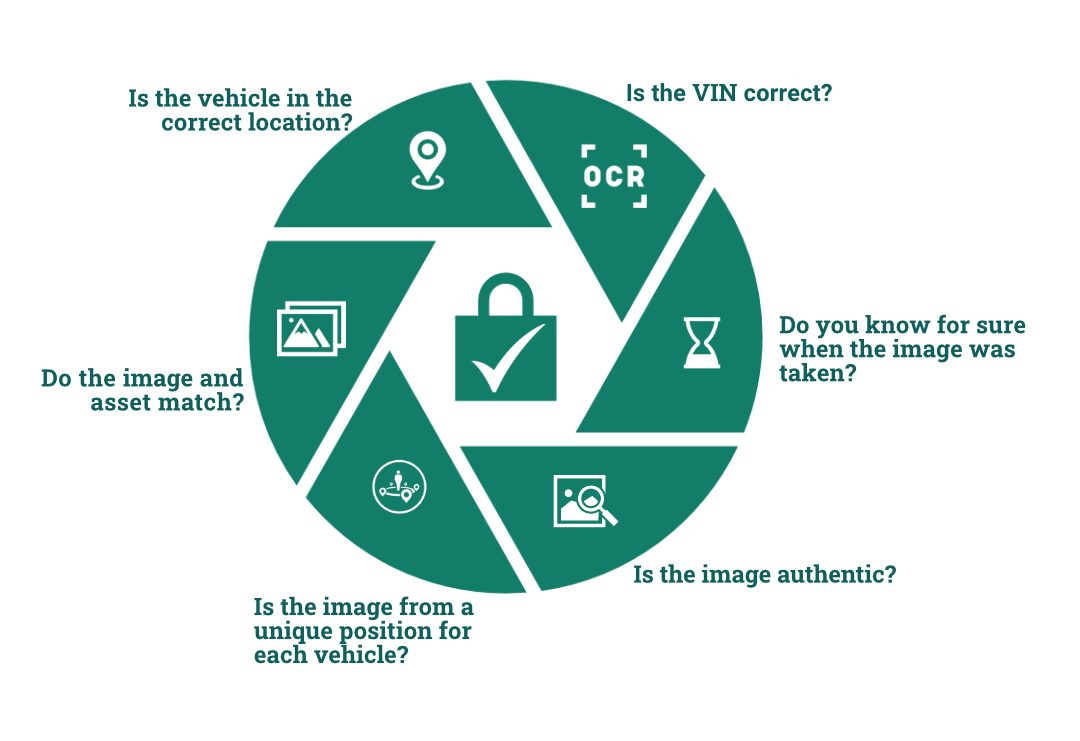 Is the vehicle in the
correct location?
Is the VIN correct?
OCR
Do you know for sure
when the image was
taken?
Do the image and
asset match?
Is the image authentic?
Is the image from a
unique position for
each vehicle?